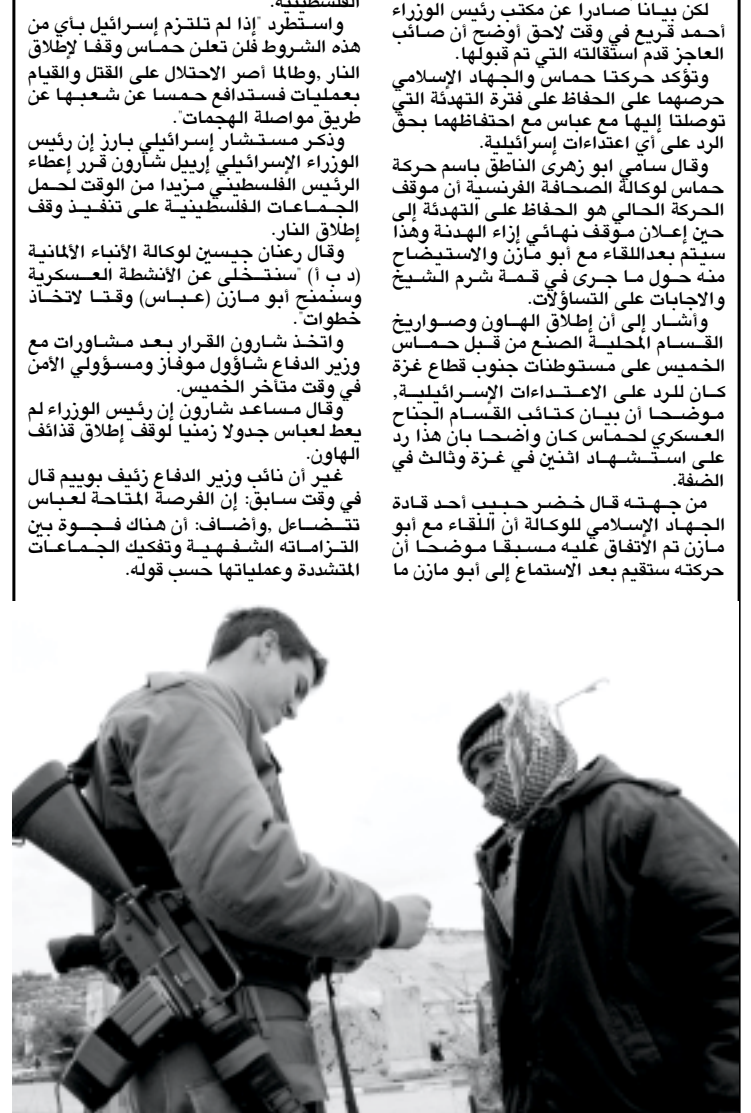 لكن بيانا صادرا عن مكتب رئيس الوزراء
أحمد قريع في وقت لاحق أوضح أن صائب
العاجز قدم استقالته التي تم قبولها.
وتؤكد حركتا حماس والجهاد الإسلامي
حرصهما على الحفاظ على فترة التهدئة التي
توصلتا إليها مع عباس مع احتفاظهما بحق
الرد على أي اعتداءات إسرائيلية.
وقال سامي ابو زهرى الناطق باسم حركة
حماس لوكالة الصحافة الفرنسية أن موقف
الحركة الحالي هو الحفاظ على التهدئة إلى
حين إعلان موقف نهائي إزاء الهدنة وهذا
سيتم بعداللقاء مع أبو مازن والاستيضاح
منه حول ما جرى في قمة شرم الشيخ
والاجابات على التساؤلات.
وأشار إلى أن إطلاق الهاون وصواريخ
القسام المحلية الصنع من قبل حماس
الخميس على مستوطنات جنوب قطاع غزة
كان للرد على الاعتداءات الإسرائيلية,
موضحا أن بيان كتائب القسام الجناح
العسكري لحماس كان واضحا بان هذا رد
على استشهاد اثنين في غزة وثالث في
الضفة.
من جهته قال خضر حبيب أحد قادة
الجهاد الإسلامي للوكالة أن اللقاء مع أبو
مازن تم الاتفاق عليه مسبقا موضحا أن
حركته ستقيم بعد الاستماع إلى أبو مازن ما
الفلسطينية.
واستطرد "إذا لم تلتزم إسرائيل بأي من
هذه الشروط فلن تعلن حماس وقفا لإطلاق
النار ,وطالما أصر الاحتلال على القتل والقيام
بعمليات فستدافع حمسا عن شعبها عن
طريق مواصلة الهجمات".
وذكر مستشار إسرائيلي بارز إن رئيس
الوزراء الإسرائيلي إرييل شارون قرر إعطاء
الرئيس الفلسطيني مزيدا من الوقت لحمل
الجماعات الفلسطينية على تنفيذ وقف
إطلاق النار.
وقال رعنان جيسين لوكالة الأنباء الألمانية
(د ب أ) "سنتخلى عن الأنشطة العسكرية
وسنمنح أبو مازن (عباس) وقتا لاتخاذ
خطوات".
واتخذ شارون القرار بعد مشاورات مع
وزير الدفاع شاؤول موفاز ومسؤولي الأمن
في وقت متأخر الخميس.
وقال مساعد شارون إن رئيس الوزراء لم
يعط لعباس جدولا زمنيا لوقف إطلاق قذائف
الهاون.
غير أن نائب وزير الدفاع زئيف بوييم قال
في وقت سابق: إن الفرصة المتاحة لعباس
تتضاءل ,وأضاف: أن هناك فجوة بين
التزاماته الشفهية وتفكيك الجماعات
المتشددة وعملياتها حسب قوله.